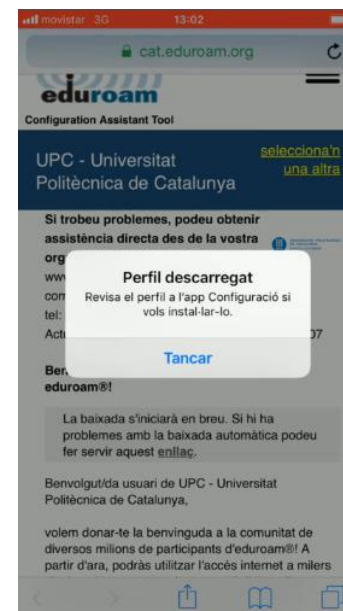 movistar 3G 13:02
cat.eduroam.org
eduroam
Configuration Assistant Tool
UPC - Universitat
Politècnica de Catalunya
selecciona'n
una altra
Si trobeu problemes, podeu obtenir
assistència directa des de la vostra
org
www
com
tel:
Actu
07
Perfil descarregat
Revisa el perfil a l'app Configuració si
vols instal·lar-lo.
Tancar
Ben
eduroam®!
La baixada s'iniciarà en breu. Si hi ha
problemes amb la baixada automàtica podeu
fer servir aquest enllaç.
Benvolgut/da usuari de UPC - Universitat
Politècnica de Catalunya,
volem donar-te la benvinguda a la comunitat de
diversos milions de participants d'eduroam®! A
partir d'ara, podràs utilitzar l'accés internet a milers